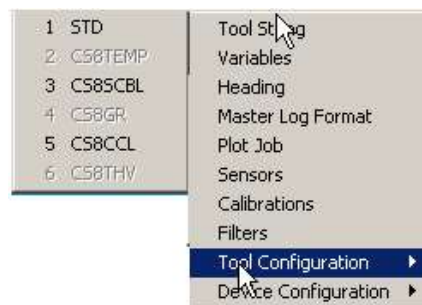 1 STD
2 CS8TEMP
3 CS8SCBL
4 CS8GR
5 CS8CCL
6 CS8THV
Tool String
Variables
Heading
Master Log Format
Plot Job
Sensors
Calibrations
Filters
Tool Configuration
Device Configuration